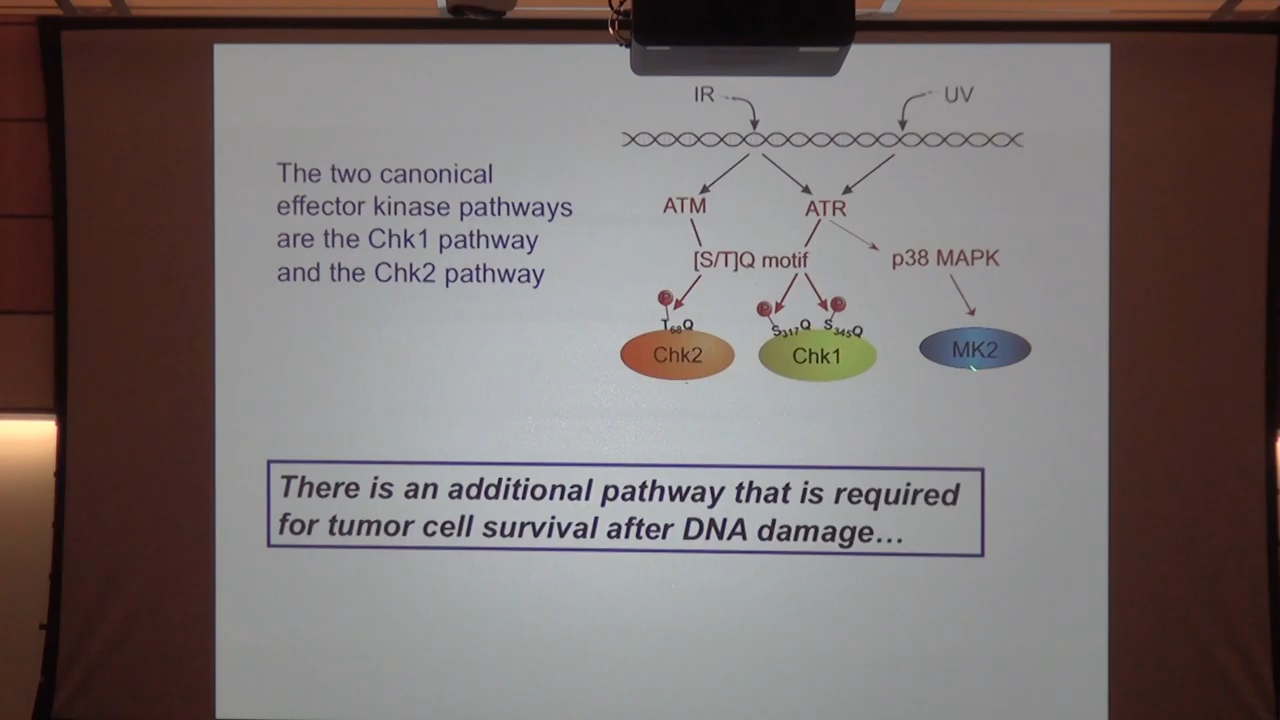 IR
UV
The two canonical
effector kinase pathways
are the Chk1 pathway
and the Chk2 pathway
ATM
ATR
[S/T]Q motif
p38 MAPK
P
P
P
T68Q
S317Q
S345Q
Chk2
Chk1
MK2
There is an additional pathway that is required
for tumor cell survival after DNA damage…